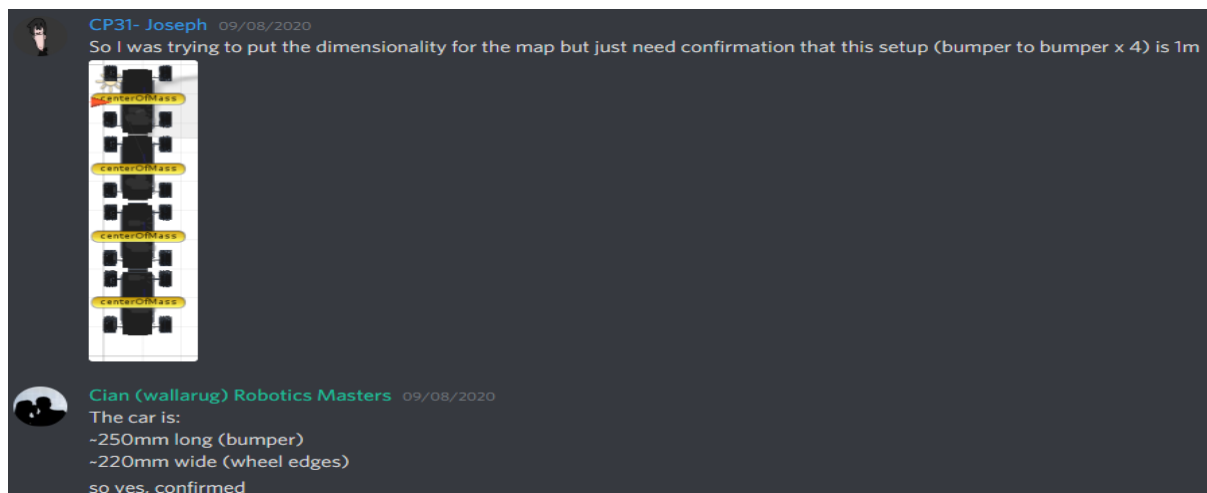 CP31- Joseph 09/08/2020
So I was trying to put the dimensionality for the map but just need confirmation that this setup (bumper to bumper x 4) is 1m
centerOfMass
centerOfMass
centerOfMass
centerOfMass
Cian (wallarug) Robotics Masters 09/08/2020
The car is:
~250mm long (bumper)
~220mm wide (wheel edges)
so yes, confirmed